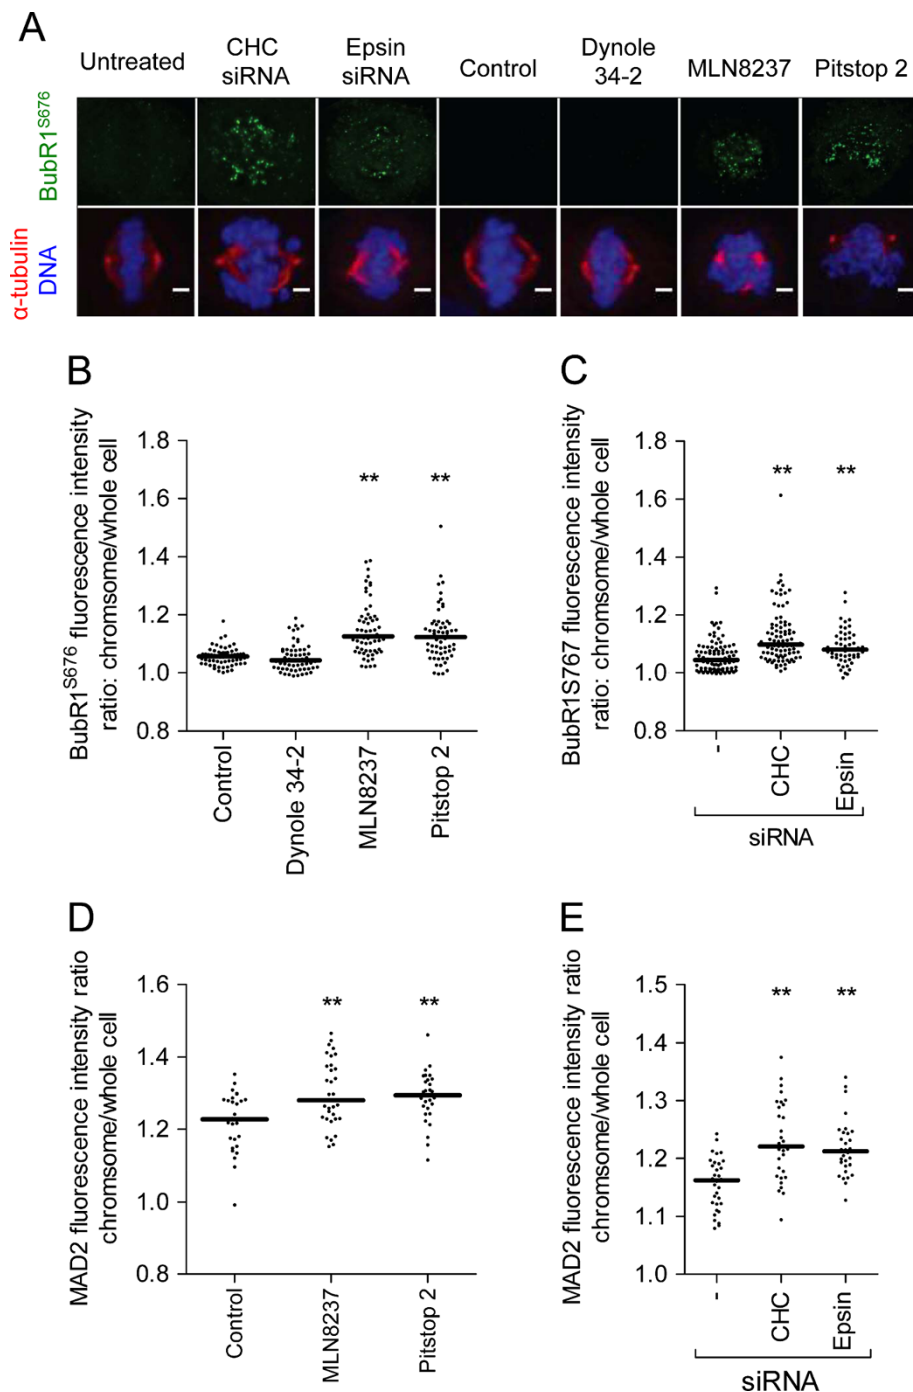 A
Untreated
CHC
siRNA
Epsin
siRNA
Control
Dynole
34-2
MLN8237
Pitstop 2
BubR1S676
α-tubulin
DNA
B
BubR1S676 fluorescence intensity
ratio: chromsome/whole cell
1.8
1.6
1.4
1.2
1.0
0.8
**
**
Control
Dynole 34-2
MLN8237
Pitstop 2
C
BubR1S767 fluorescence intensity
ratio: chromsome/whole cell
1.8
1.6
1.4
1.2
1.0
0.8
**
**
-
CHC
Epsin
siRNA
D
MAD2 fluorescence intensity ratio
chromsome/whole cell
1.6
1.4
1.2
1.0
0.8
**
**
Control
MLN8237
Pitstop 2
E
MAD2 fluorescence intensity ratio
chromsome/whole cell
1.5
1.4
1.3
1.2
1.1
1.0
**
**
-
CHC
Epsin
siRNA